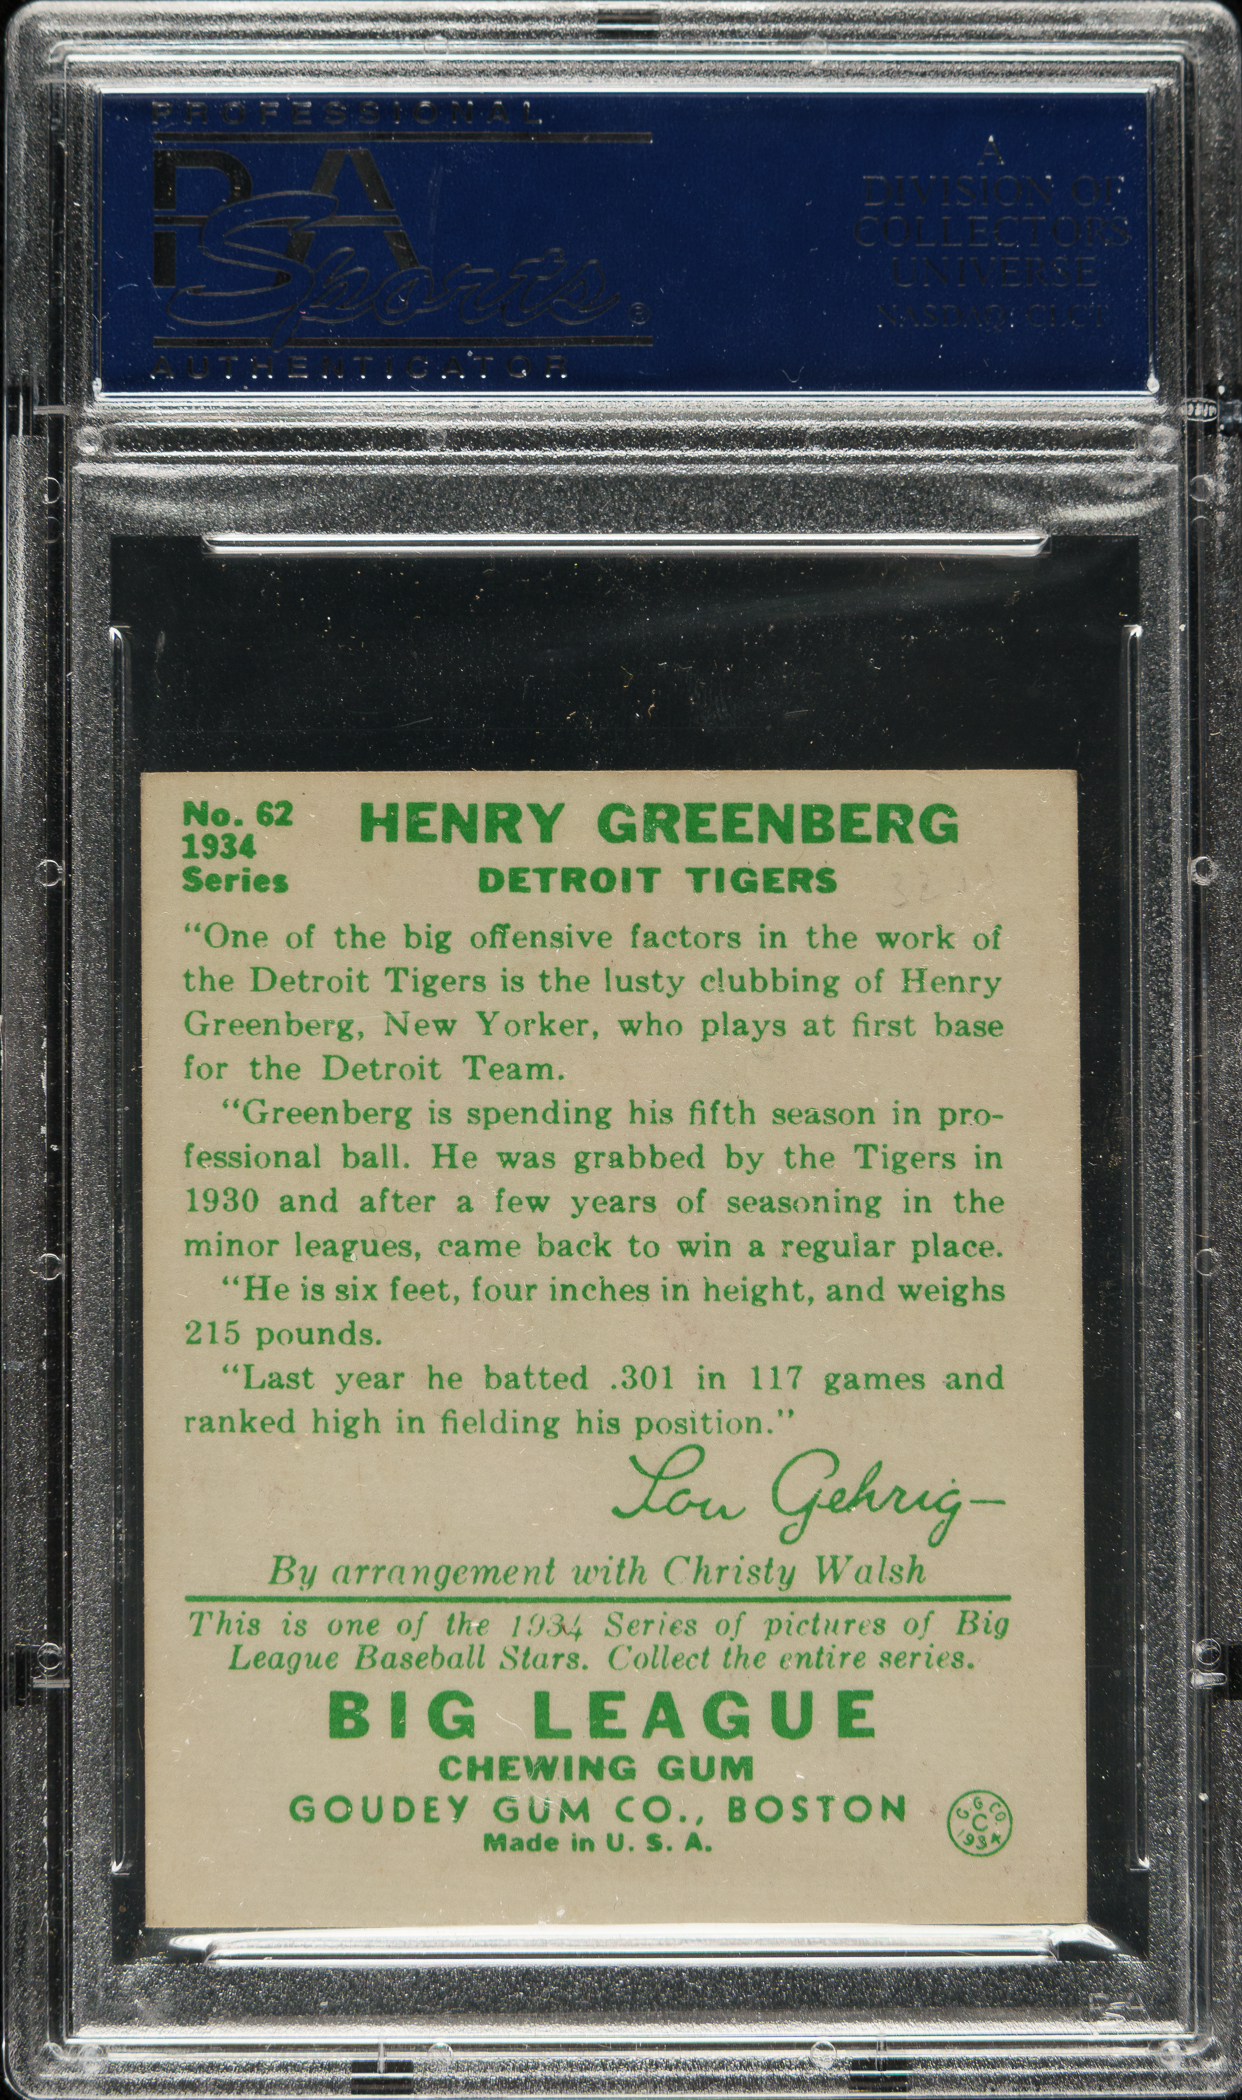 PROFESSIONAL
PSA
Sports®
AUTHENTICATOR
A
DIVISION OF
COLLECTORS
UNIVERSE
NASDAQ: CLCT
No. 62
1934
Series
HENRY GREENBERG
DETROIT TIGERS
“One of the big offensive factors in the work of
the Detroit Tigers is the lusty clubbing of Henry
Greenberg, New Yorker, who plays at first base
for the Detroit Team.
“Greenberg is spending his fifth season in pro-
fessional ball. He was grabbed by the Tigers in
1930 and after a few years of seasoning in the
minor leagues, came back to win a regular place.
“He is six feet, four inches in height, and weighs
215 pounds.
“Last year he batted .301 in 117 games and
ranked high in fielding his position.”
Lou Gehrig—
By arrangement with Christy Walsh
This is one of the 1934 Series of pictures of Big
League Baseball Stars. Collect the entire series.
BIG LEAGUE
CHEWING GUM
GOUDEY GUM CO., BOSTON
Made in U. S. A.
G. G. CO.
C
1934